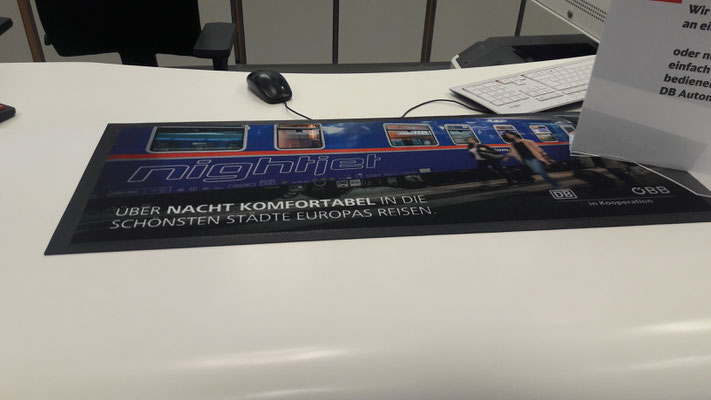 nightjet
ÜBER NACHT KOMFORTABEL IN DIE
SCHÖNSTEN STÄDTE EUROPAS REISEN.
DB ÖBB
in Kooperation
Wir
an ei
oder n
einfach
bediene
DB Autom